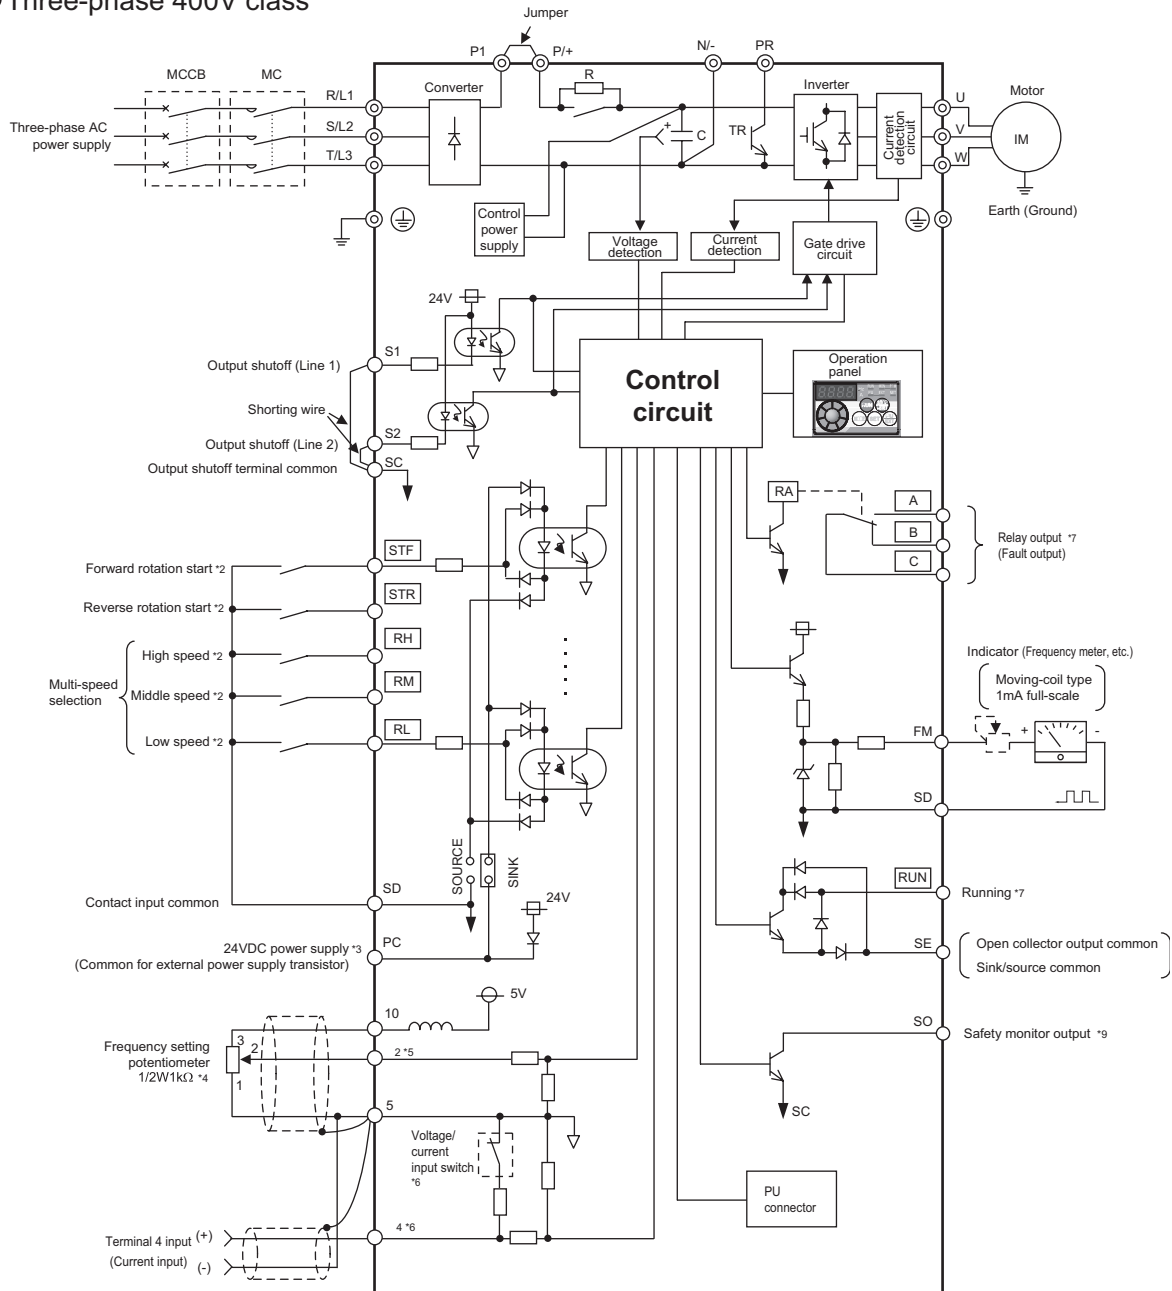 Three-phase 400V class
Jumper
P1
P/+
N/-
PR
MCCB
MC
R
Converter
Inverter
Motor
R/L1
S/L2
T/L3
U
V
W
IM
Three-phase AC
power supply
TR
C
+
Current
detection
circuit
Earth (Ground)
Control
power
supply
Voltage
detection
Current
detection
Gate drive
circuit
24V
S1
Output shutoff (Line 1)
Shorting wire
S2
Output shutoff (Line 2)
SC
Output shutoff terminal common
Control
circuit
Operation
panel
RA
A
B
C
Relay output *7
(Fault output)
STF
Forward rotation start *2
STR
Reverse rotation start *2
RH
High speed *2
Multi-speed
selection
RM
Middle speed *2
RL
Low speed *2
Indicator (Frequency meter, etc.)
Moving-coil type
1mA full-scale
FM
+
-
SD
SOURCE
SINK
SD
Contact input common
24V
PC
24VDC power supply *3
(Common for external power supply transistor)
RUN
Running *7
SE
Open collector output common
Sink/source common
5V
10
Frequency setting
potentiometer
1/2W1kΩ *4
3
2
1
2 *5
5
SO
Safety monitor output *9
SC
Voltage/
current
input switch
*6
4 *6
Terminal 4 input
(Current input)
(+)
(-)
PU
connector